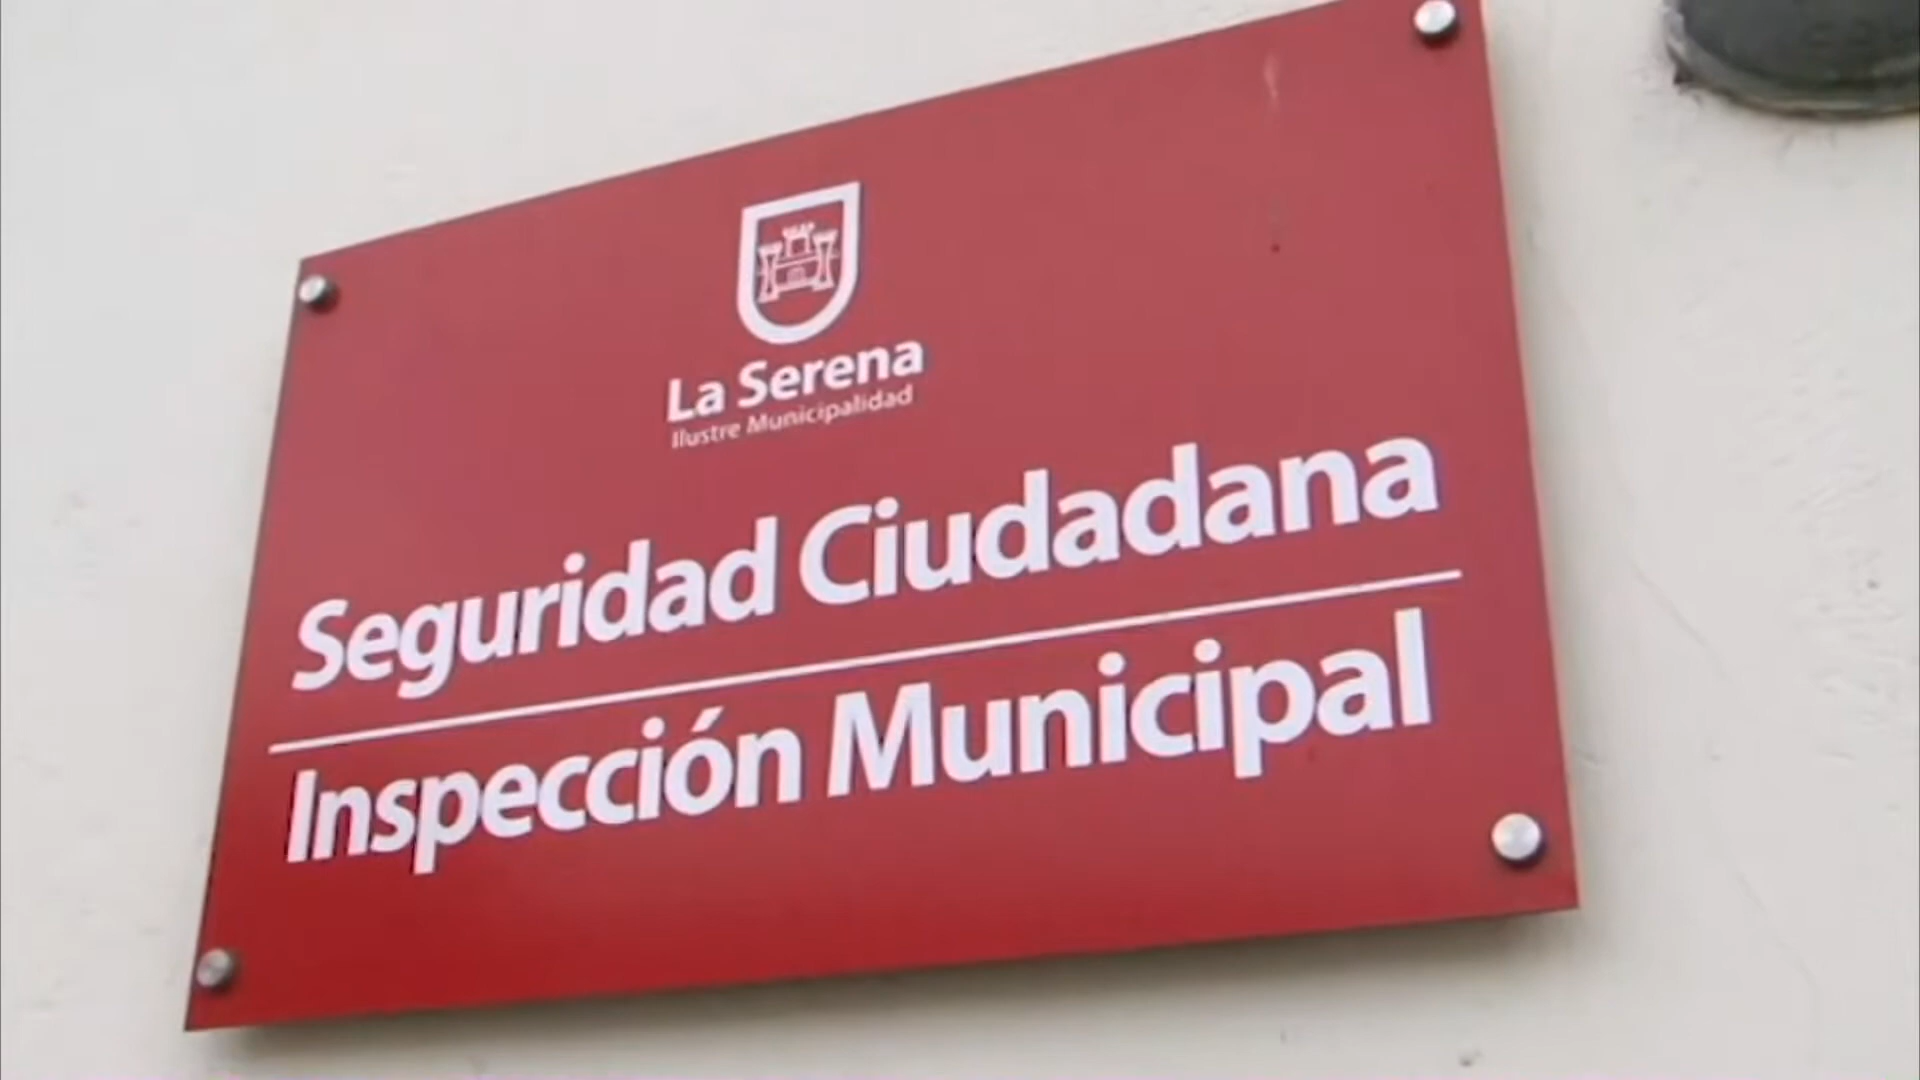 La Serena
Ilustre Municipalidad
Seguridad Ciudadana
Inspección Municipal